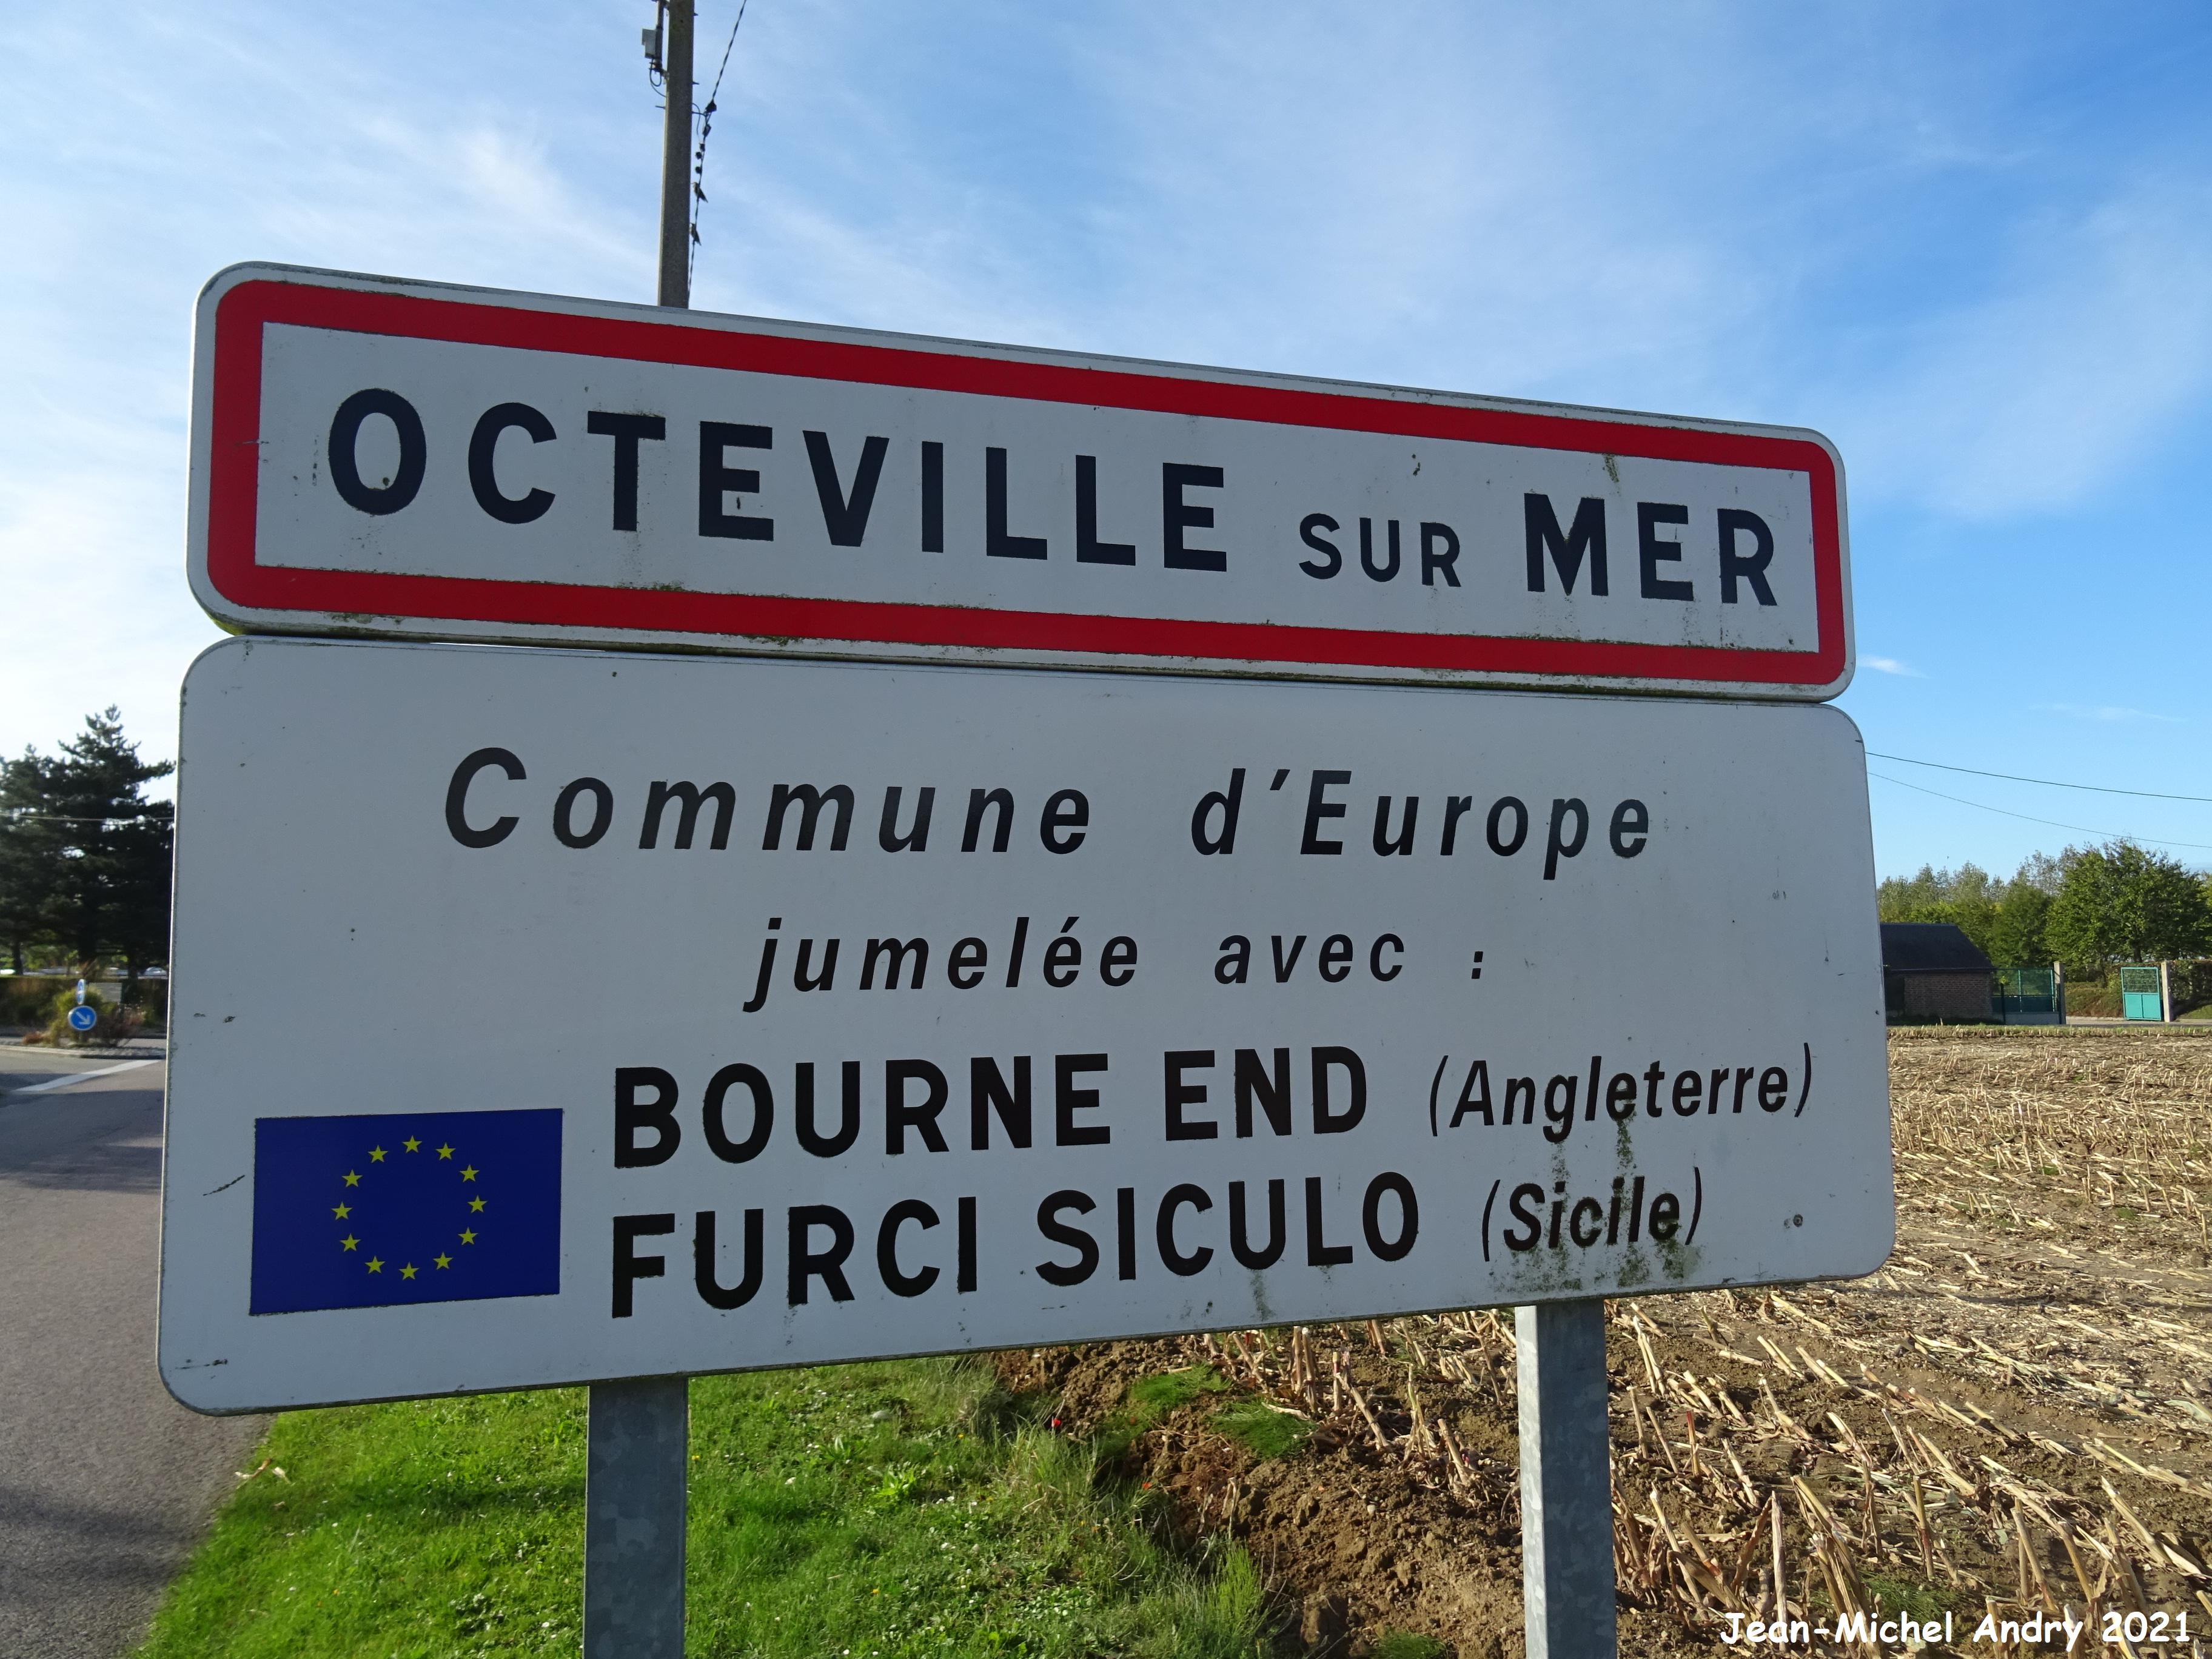 OCTEVILLE SUR MER
Commune d'Europe
jumelée avec :
BOURNE END (Angleterre)
FURCI SICULO (Sicile)
Jean-Michel Andry 2021